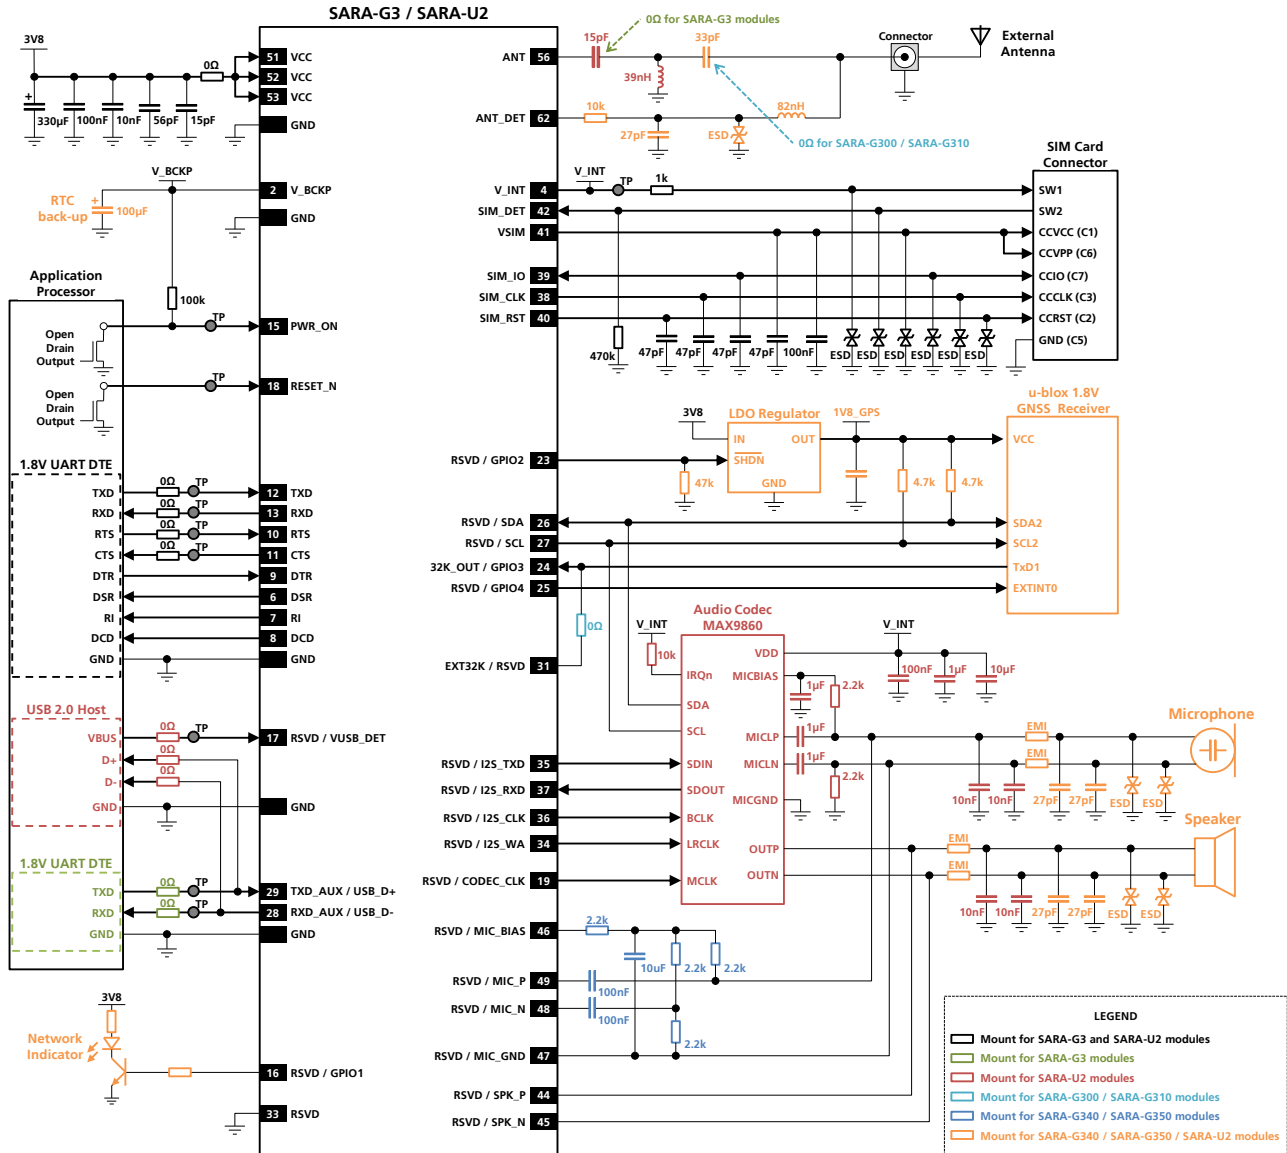 SARA-G3 / SARA-U2
3V8
0Ω
330µF
100nF
10nF
56pF
15pF
51 VCC
52 VCC
53 VCC
GND
V_BCKP
RTC
back-up
100µF
2 V_BCKP
GND
Application
Processor
100k
Open
Drain
Output
TP
15 PWR_ON
Open
Drain
Output
TP
18 RESET_N
1.8V UART DTE
TXD 0Ω TP 12 TXD
RXD 0Ω TP 13 RXD
RTS 0Ω TP 10 RTS
CTS 0Ω TP 11 CTS
DTR 9 DTR
DSR 6 DSR
RI 7 RI
DCD 8 DCD
GND GND
USB 2.0 Host
VBUS 0Ω TP 17 RSVD / VUSB_DET
D+ 0Ω
D- 0Ω
GND GND
1.8V UART DTE
TXD 0Ω TP 29 TXD_AUX / USB_D+
RXD 0Ω TP 28 RXD_AUX / USB_D-
GND GND
3V8
Network
Indicator
16 RSVD / GPIO1
33 RSVD
0Ω for SARA-G3 modules
ANT 56
15pF
39nH
33pF
Connector
External
Antenna
ANT_DET 62
10k
27pF
ESD
82nH
0Ω for SARA-G300 / SARA-G310
SIM Card
Connector
V_INT 4 V_INT TP 1k SW1
SIM_DET 42 SW2
VSIM 41 CCVCC (C1)
CCVPP (C6)
SIM_IO 39 CCIO (C7)
SIM_CLK 38 CCCLK (C3)
SIM_RST 40 CCRST (C2)
GND (C5)
470k
47pF
47pF
47pF
47pF
100nF
ESD
ESD
ESD
ESD
ESD
ESD
u-blox 1.8V
GNSS Receiver
3V8
LDO Regulator
1V8_GPS
IN OUT
SHDN
GND
VCC
RSVD / GPIO2 23
47k
4.7k
4.7k
RSVD / SDA 26 SDA2
RSVD / SCL 27 SCL2
32K_OUT / GPIO3 24 TxD1
RSVD / GPIO4 25 EXTINT0
0Ω
EXT32K / RSVD 31
Audio Codec
MAX9860
V_INT
10k
IRQn
SDA
SCL
SDIN
SDOUT
BCLK
LRCLK
MCLK
VDD
MICBIAS
MICLP
MICLN
MICGND
OUTP
OUTN
V_INT
100nF
1µF
10µF
1µF
2.2k
1µF
1µF
2.2k
RSVD / I2S_TXD 35
RSVD / I2S_RXD 37
RSVD / I2S_CLK 36
RSVD / I2S_WA 34
RSVD / CODEC_CLK 19
Microphone
EMI
EMI
10nF
10nF
27pF
27pF
ESD
ESD
Speaker
EMI
EMI
10nF
10nF
27pF
27pF
ESD
ESD
RSVD / MIC_BIAS 46
2.2k
10uF
2.2k
2.2k
RSVD / MIC_P 49
100nF
RSVD / MIC_N 48
100nF
2.2k
RSVD / MIC_GND 47
RSVD / SPK_P 44
RSVD / SPK_N 45
LEGEND
Mount for SARA-G3 and SARA-U2 modules
Mount for SARA-G3 modules
Mount for SARA-U2 modules
Mount for SARA-G300 / SARA-G310 modules
Mount for SARA-G340 / SARA-G350 modules
Mount for SARA-G340 / SARA-G350 / SARA-U2 modules